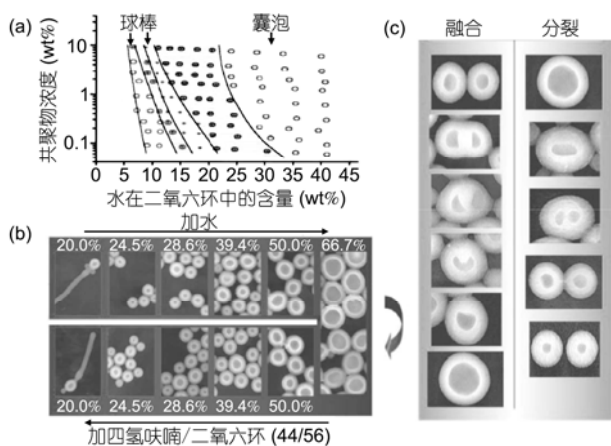 (a)
球棒
囊泡
共聚物浓度 (wt%)
10
1
0.1
0 5 10 15 20 25 30 35 40 45
水在二氧六环中的含量 (wt%)
(b)
加水
20.0% 24.5% 28.6% 39.4% 50.0% 66.7%
20.0% 24.5% 28.6% 39.4% 50.0%
加四氢呋喃/二氧六环 (44/56)
(c)
融合
分裂